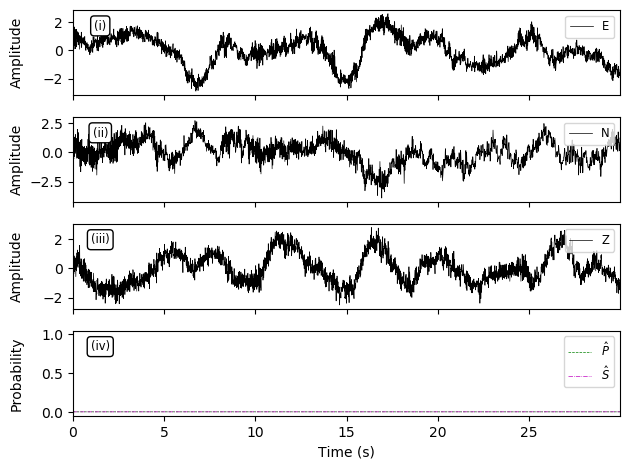 (i)
E
2
0
−2
Amplitude
(ii)
N
2.5
0.0
−2.5
Amplitude
(iii)
Z
2
0
−2
Amplitude
(iv)
P̂
Ŝ
1.0
0.5
0.0
Probability
0 5 10 15 20 25
Time (s)